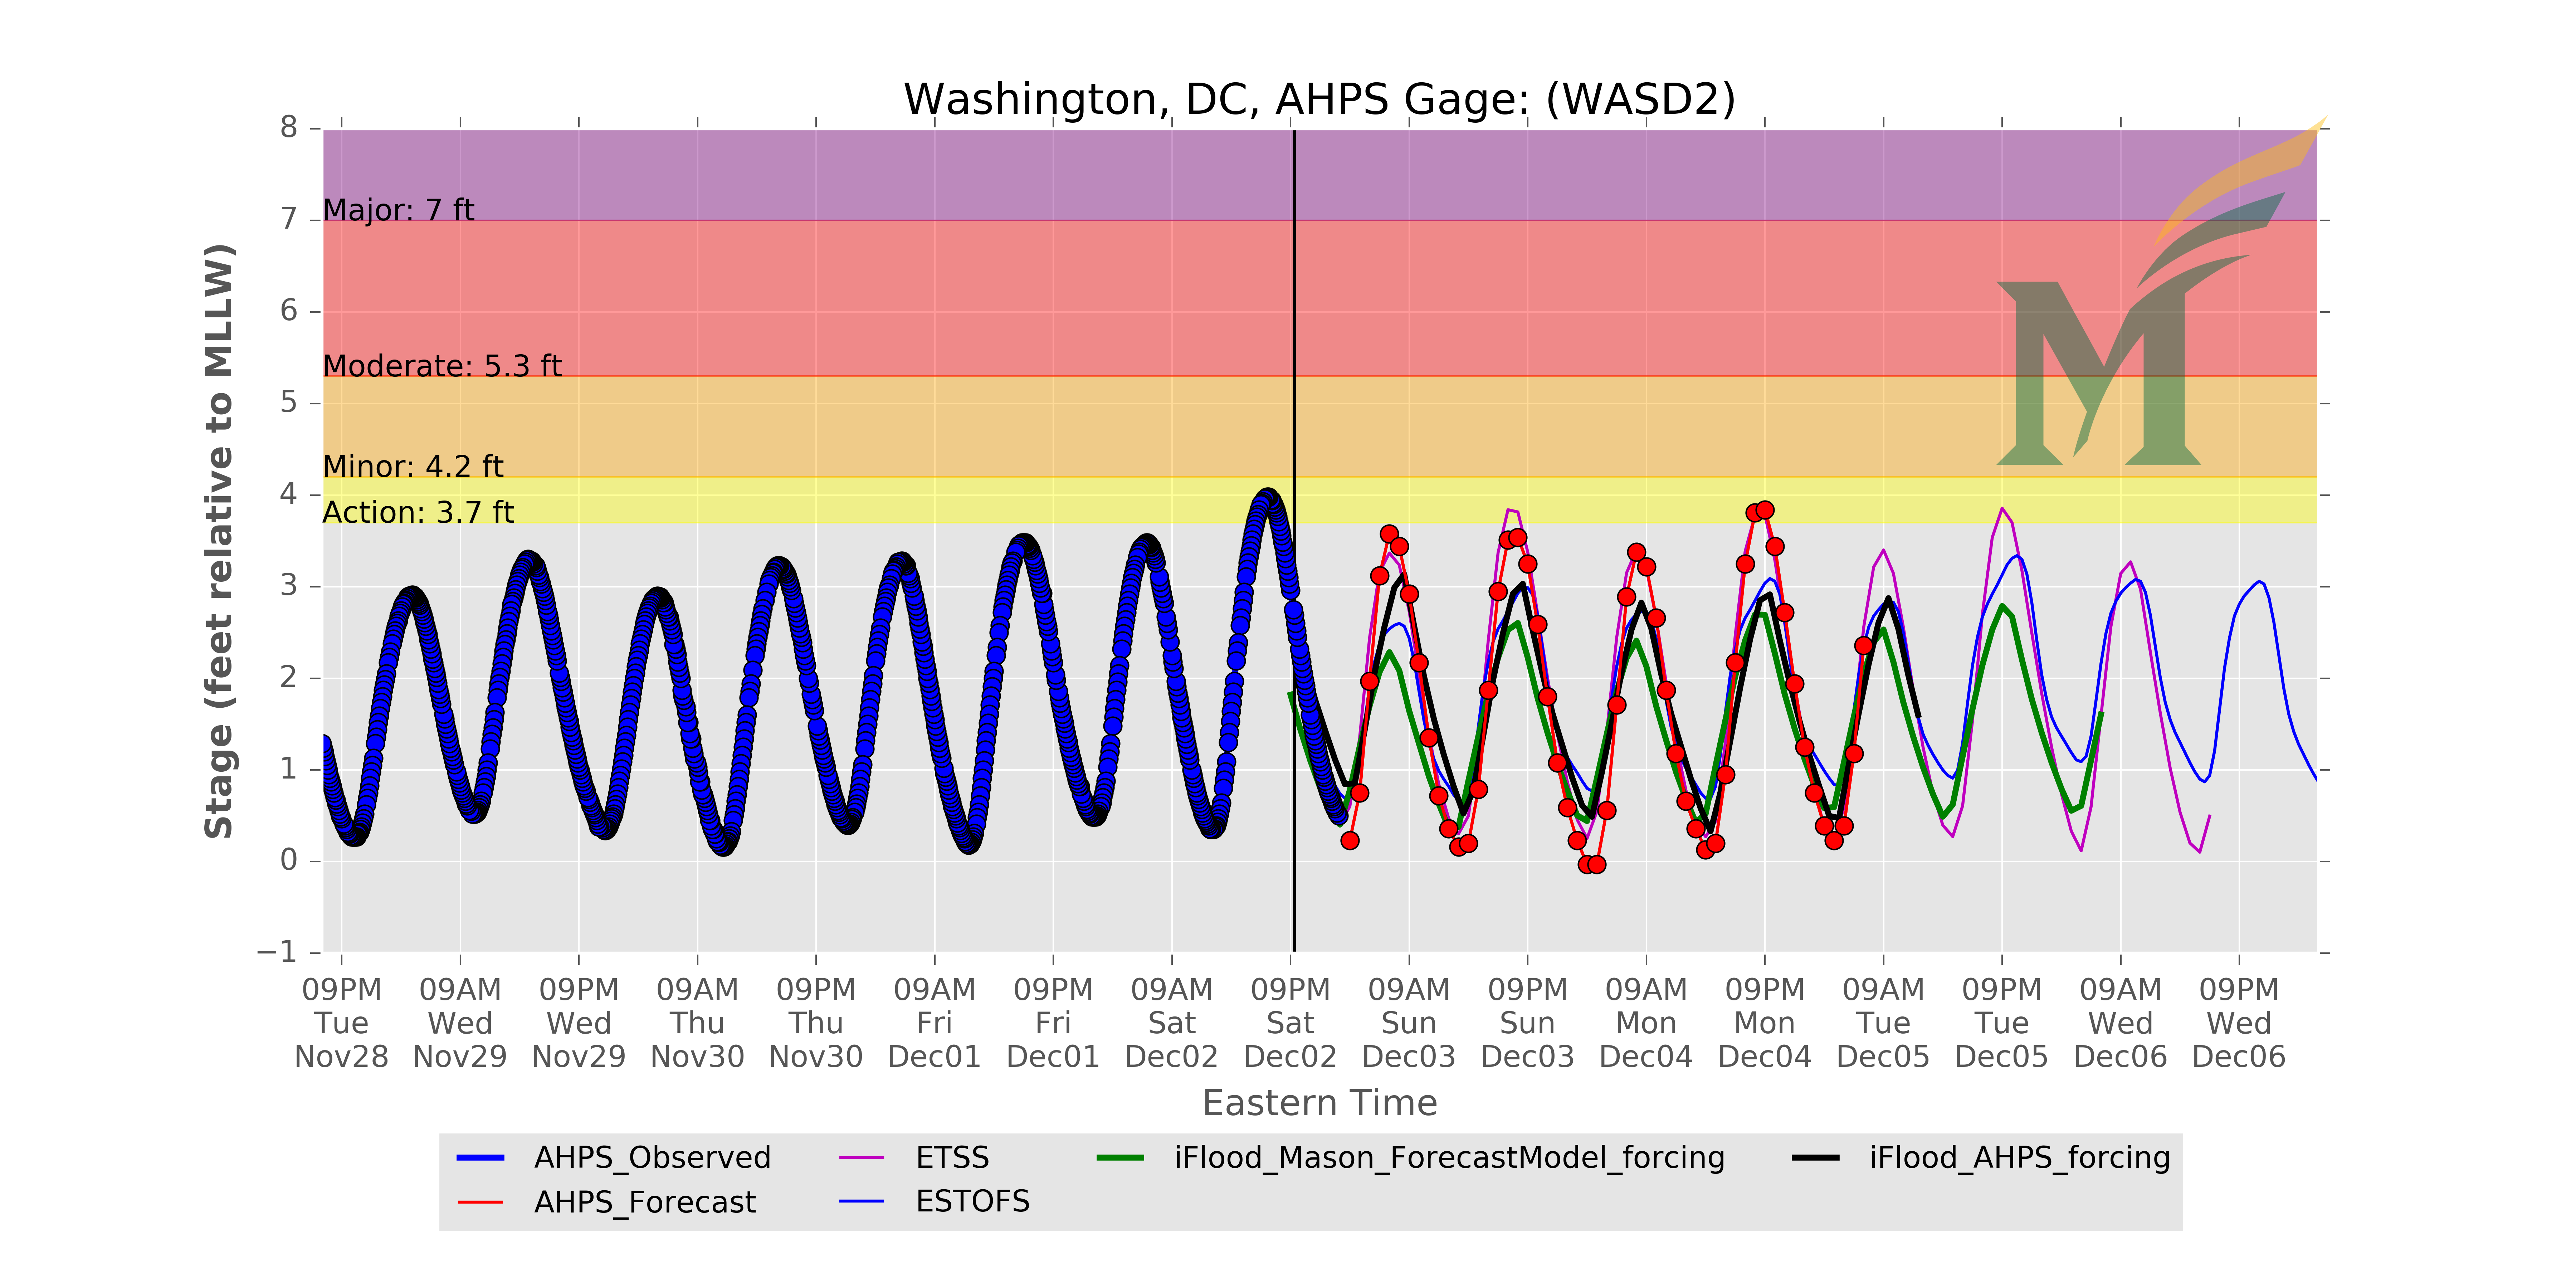 Washington, DC, AHPS Gage: (WASD2)
8
7
6
5
4
3
2
1
0
−1
Stage (feet relative to MLLW)
Major: 7 ft
Moderate: 5.3 ft
Minor: 4.2 ft
Action: 3.7 ft
M
09PM 09AM 09PM 09AM 09PM 09AM 09PM 09AM 09PM 09AM 09PM 09AM 09PM 09AM 09PM 09AM 09PM
Tue Wed Wed Thu Thu Fri Fri Sat Sat Sun Sun Mon Mon Tue Tue Wed Wed
Nov28 Nov29 Nov29 Nov30 Nov30 Dec01 Dec01 Dec02 Dec02 Dec03 Dec03 Dec04 Dec04 Dec05 Dec05 Dec06 Dec06
Eastern Time
AHPS_Observed ETSS iFlood_Mason_ForecastModel_forcing iFlood_AHPS_forcing
AHPS_Forecast ESTOFS